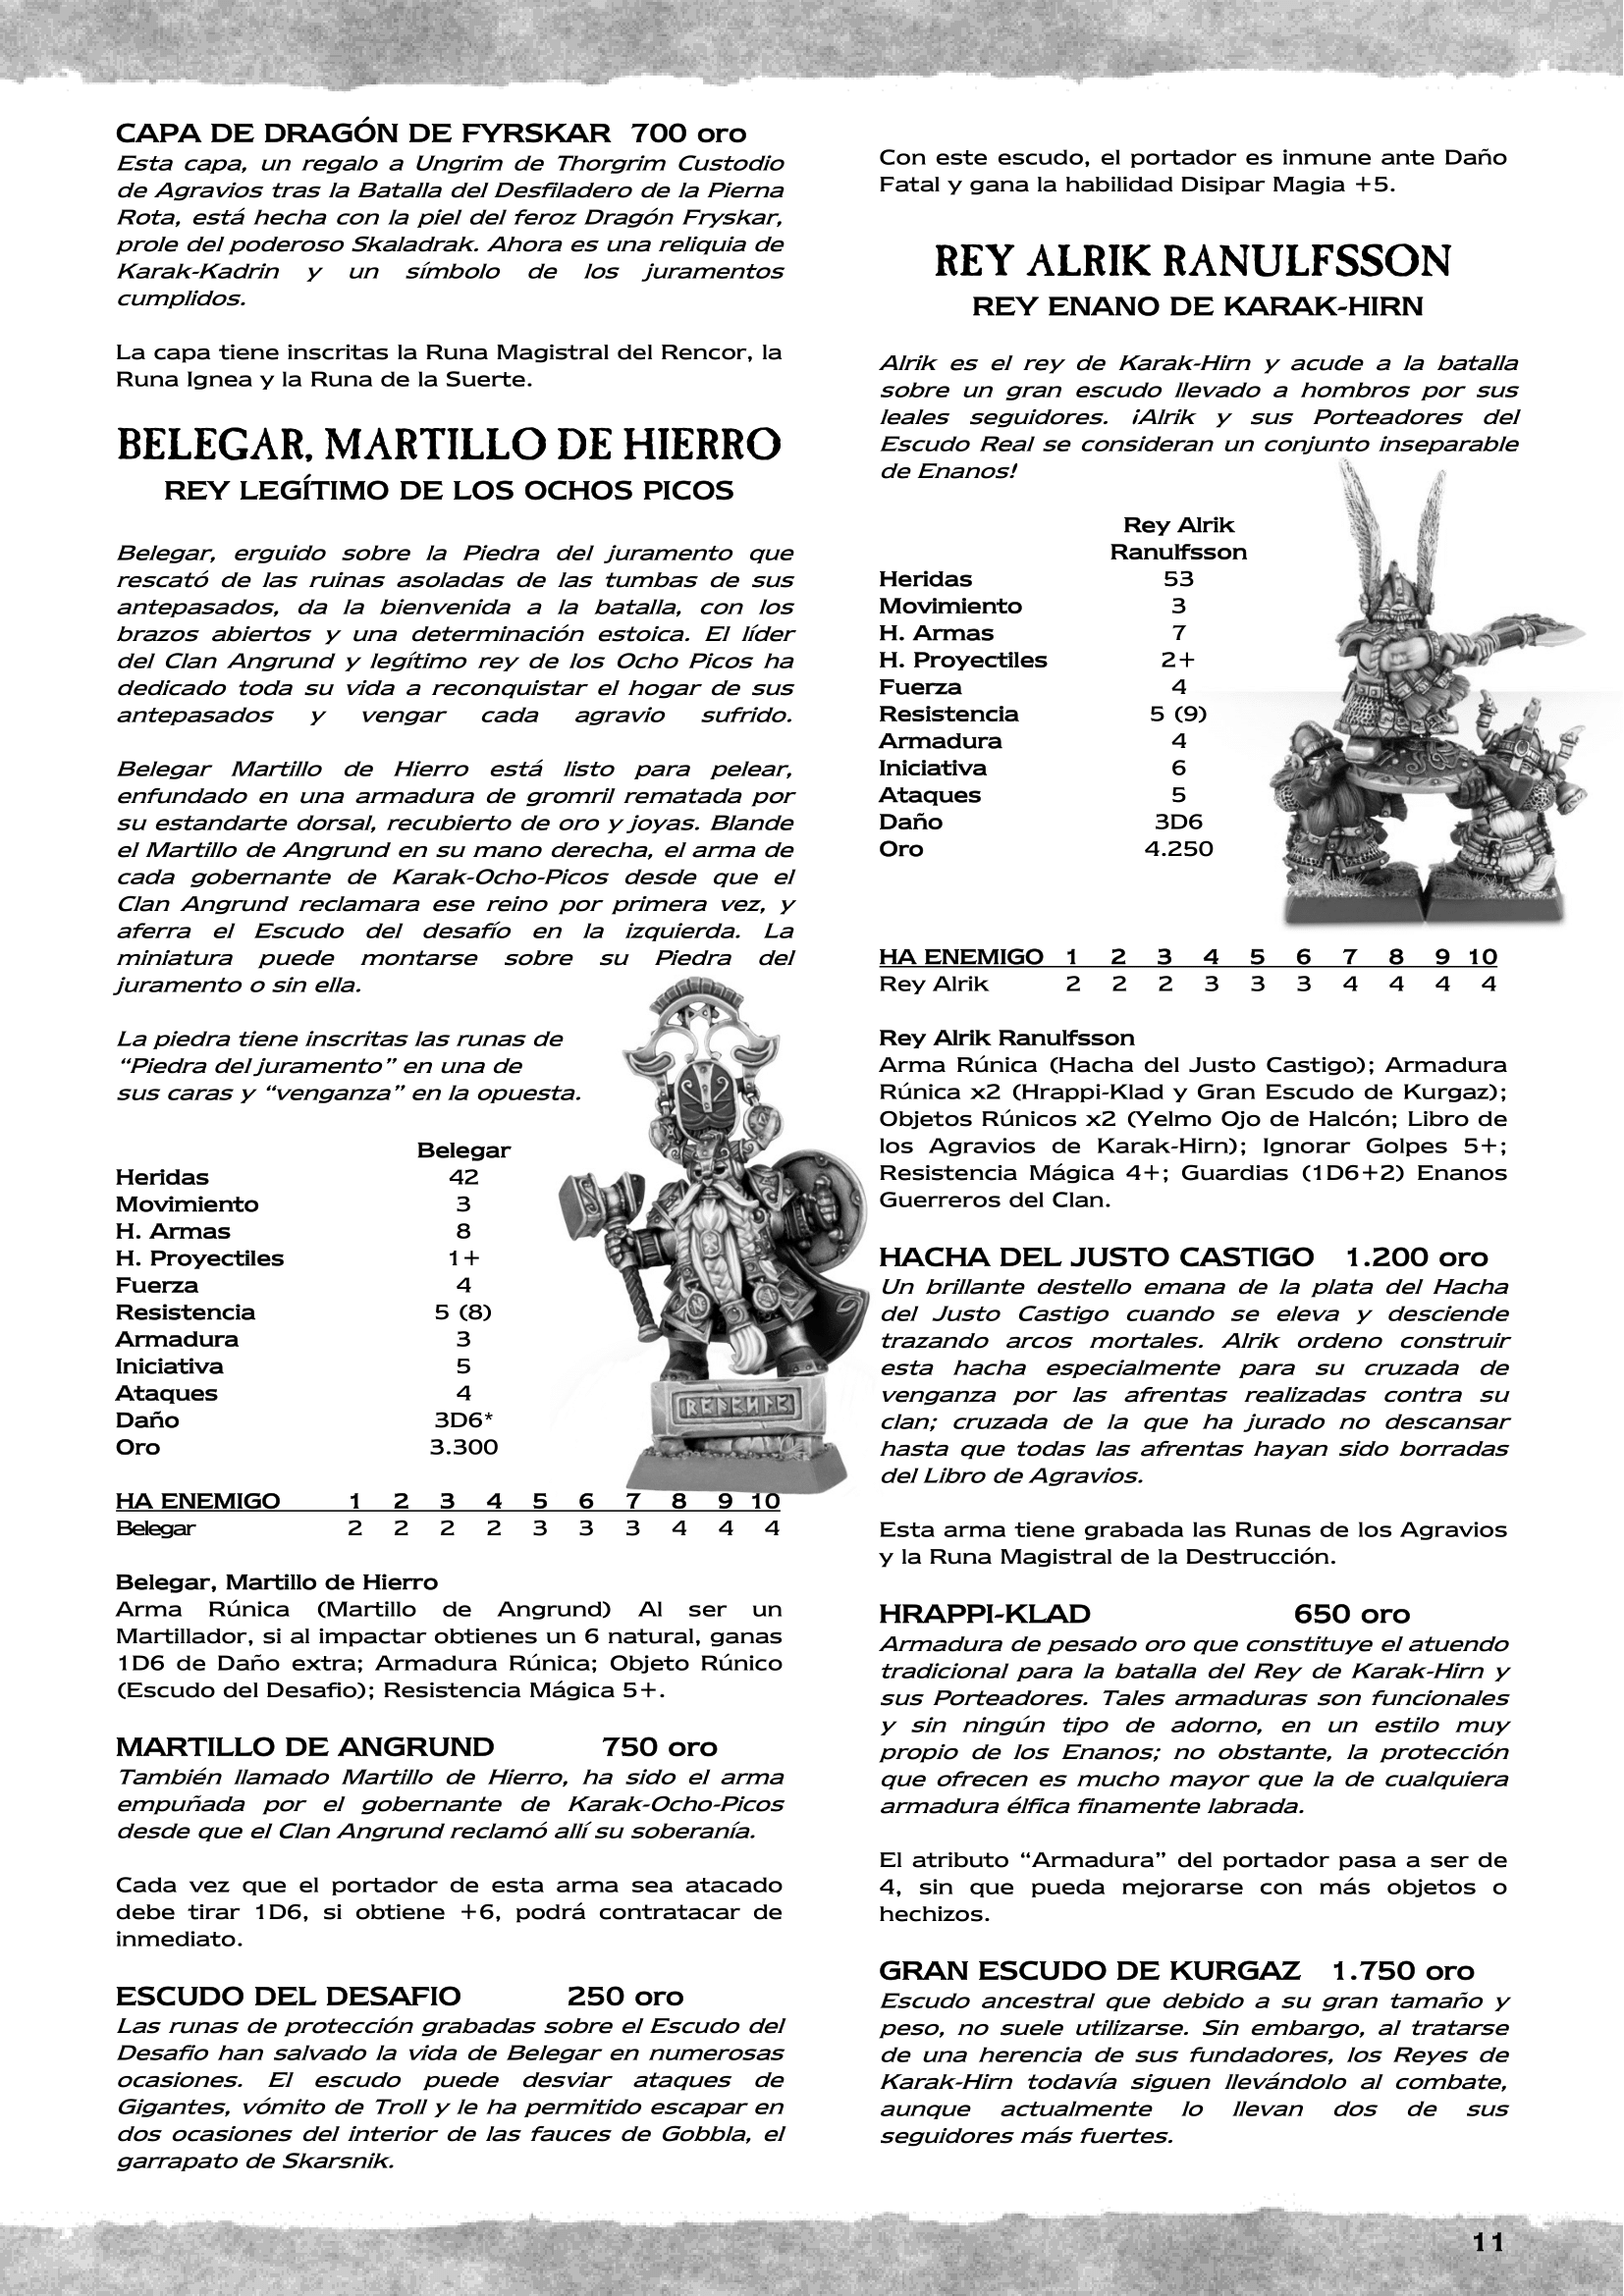 CAPA DE DRAGÓN DE FYRSKAR 700 oro
Esta capa, un regalo a Ungrim de Thorgrim Custodio
de Agravios tras la Batalla del Desfiladero de la Pierna
Rota, está hecha con la piel del feroz Dragón Fryskar,
prole del poderoso Skaladrak. Ahora es una reliquia de
Karak-Kadrin y un símbolo de los juramentos
cumplidos.
La capa tiene inscritas la Runa Magistral del Rencor, la
Runa Ignea y la Runa de la Suerte.
BELEGAR, MARTILLO DE HIERRO
REY LEGÍTIMO DE LOS OCHOS PICOS
Belegar, erguido sobre la Piedra del juramento que
rescató de las ruinas asoladas de las tumbas de sus
antepasados, da la bienvenida a la batalla, con los
brazos abiertos y una determinación estoica. El líder
del Clan Angrund y legítimo rey de los Ocho Picos ha
dedicado toda su vida a reconquistar el hogar de sus
antepasados y vengar cada agravio sufrido.
Belegar Martillo de Hierro está listo para pelear,
enfundado en una armadura de gromril rematada por
su estandarte dorsal, recubierto de oro y joyas. Blande
el Martillo de Angrund en su mano derecha, el arma de
cada gobernante de Karak-Ocho-Picos desde que el
Clan Angrund reclamara ese reino por primera vez, y
aferra el Escudo del desafío en la izquierda. La
miniatura puede montarse sobre su Piedra del
juramento o sin ella.
La piedra tiene inscritas las runas de
“Piedra del juramento” en una de
sus caras y “venganza” en la opuesta.
Belegar
Heridas 42
Movimiento 3
H. Armas 8
H. Proyectiles 1+
Fuerza 4
Resistencia 5 (8)
Armadura 3
Iniciativa 5
Ataques 4
Daño 3D6*
Oro 3.300
HA ENEMIGO 1 2 3 4 5 6 7 8 9 10
Belegar 2 2 2 2 3 3 3 4 4 4
Belegar, Martillo de Hierro
Arma Rúnica (Martillo de Angrund) Al ser un
Martillador, si al impactar obtienes un 6 natural, ganas
1D6 de Daño extra; Armadura Rúnica; Objeto Rúnico
(Escudo del Desafio); Resistencia Mágica 5+.
MARTILLO DE ANGRUND 750 oro
También llamado Martillo de Hierro, ha sido el arma
empuñada por el gobernante de Karak-Ocho-Picos
desde que el Clan Angrund reclamó allí su soberanía.
Cada vez que el portador de esta arma sea atacado
debe tirar 1D6, si obtiene +6, podrá contratacar de
inmediato.
ESCUDO DEL DESAFIO 250 oro
Las runas de protección grabadas sobre el Escudo del
Desafio han salvado la vida de Belegar en numerosas
ocasiones. El escudo puede desviar ataques de
Gigantes, vómito de Troll y le ha permitido escapar en
dos ocasiones del interior de las fauces de Gobbla, el
garrapato de Skarsnik.
Con este escudo, el portador es inmune ante Daño
Fatal y gana la habilidad Disipar Magia +5.
REY ALRIK RANULFSSON
REY ENANO DE KARAK-HIRN
Alrik es el rey de Karak-Hirn y acude a la batalla
sobre un gran escudo llevado a hombros por sus
leales seguidores. ¡Alrik y sus Porteadores del
Escudo Real se consideran un conjunto inseparable
de Enanos!
Rey Alrik
Ranulfsson
Heridas 53
Movimiento 3
H. Armas 7
H. Proyectiles 2+
Fuerza 4
Resistencia 5 (9)
Armadura 4
Iniciativa 6
Ataques 5
Daño 3D6
Oro 4.250
HA ENEMIGO 1 2 3 4 5 6 7 8 9 10
Rey Alrik 2 2 2 3 3 3 4 4 4 4
Rey Alrik Ranulfsson
Arma Rúnica (Hacha del Justo Castigo); Armadura
Rúnica x2 (Hrappi-Klad y Gran Escudo de Kurgaz);
Objetos Rúnicos x2 (Yelmo Ojo de Halcón; Libro de
los Agravios de Karak-Hirn); Ignorar Golpes 5+;
Resistencia Mágica 4+; Guardias (1D6+2) Enanos
Guerreros del Clan.
HACHA DEL JUSTO CASTIGO 1.200 oro
Un brillante destello emana de la plata del Hacha
del Justo Castigo cuando se eleva y desciende
trazando arcos mortales. Alrik ordeno construir
esta hacha especialmente para su cruzada de
venganza por las afrentas realizadas contra su
clan; cruzada de la que ha jurado no descansar
hasta que todas las afrentas hayan sido borradas
del Libro de Agravios.
Esta arma tiene grabada las Runas de los Agravios
y la Runa Magistral de la Destrucción.
HRAPPI-KLAD 650 oro
Armadura de pesado oro que constituye el atuendo
tradicional para la batalla del Rey de Karak-Hirn y
sus Porteadores. Tales armaduras son funcionales
y sin ningún tipo de adorno, en un estilo muy
propio de los Enanos; no obstante, la protección
que ofrecen es mucho mayor que la de cualquiera
armadura élfica finamente labrada.
El atributo “Armadura” del portador pasa a ser de
4, sin que pueda mejorarse con más objetos o
hechizos.
GRAN ESCUDO DE KURGAZ 1.750 oro
Escudo ancestral que debido a su gran tamaño y
peso, no suele utilizarse. Sin embargo, al tratarse
de una herencia de sus fundadores, los Reyes de
Karak-Hirn todavía siguen llevándolo al combate,
aunque actualmente lo llevan dos de sus
seguidores más fuertes.
11